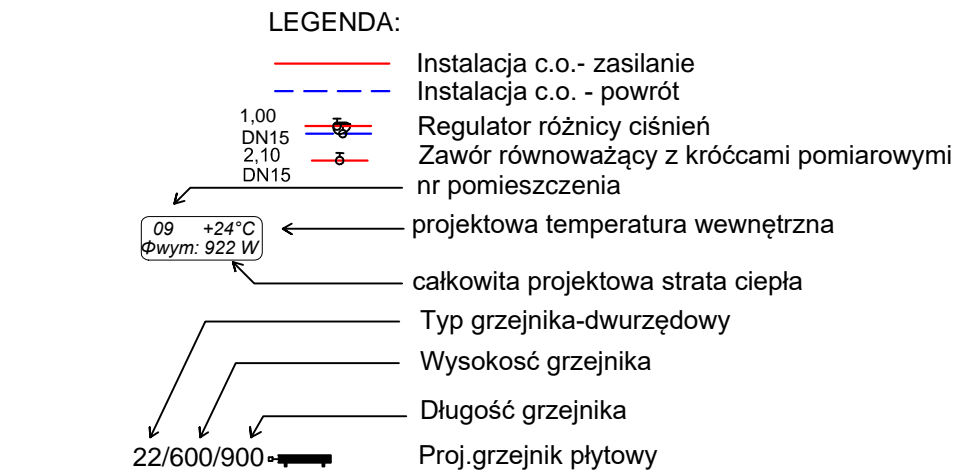 LEGENDA:
Instalacja c.o.- zasilanie
Instalacja c.o. - powrót
1,00
DN15
Regulator różnicy ciśnień
2,10
DN15
Zawór równoważący z króćcami pomiarowymi
nr pomieszczenia
09 +24°C
Φwym: 922 W
projektowa temperatura wewnętrzna
całkowita projektowa strata ciepła
Typ grzejnika-dwurzędowy
Wysokosć grzejnika
Długość grzejnika
22/600/900
Proj.grzejnik płytowy